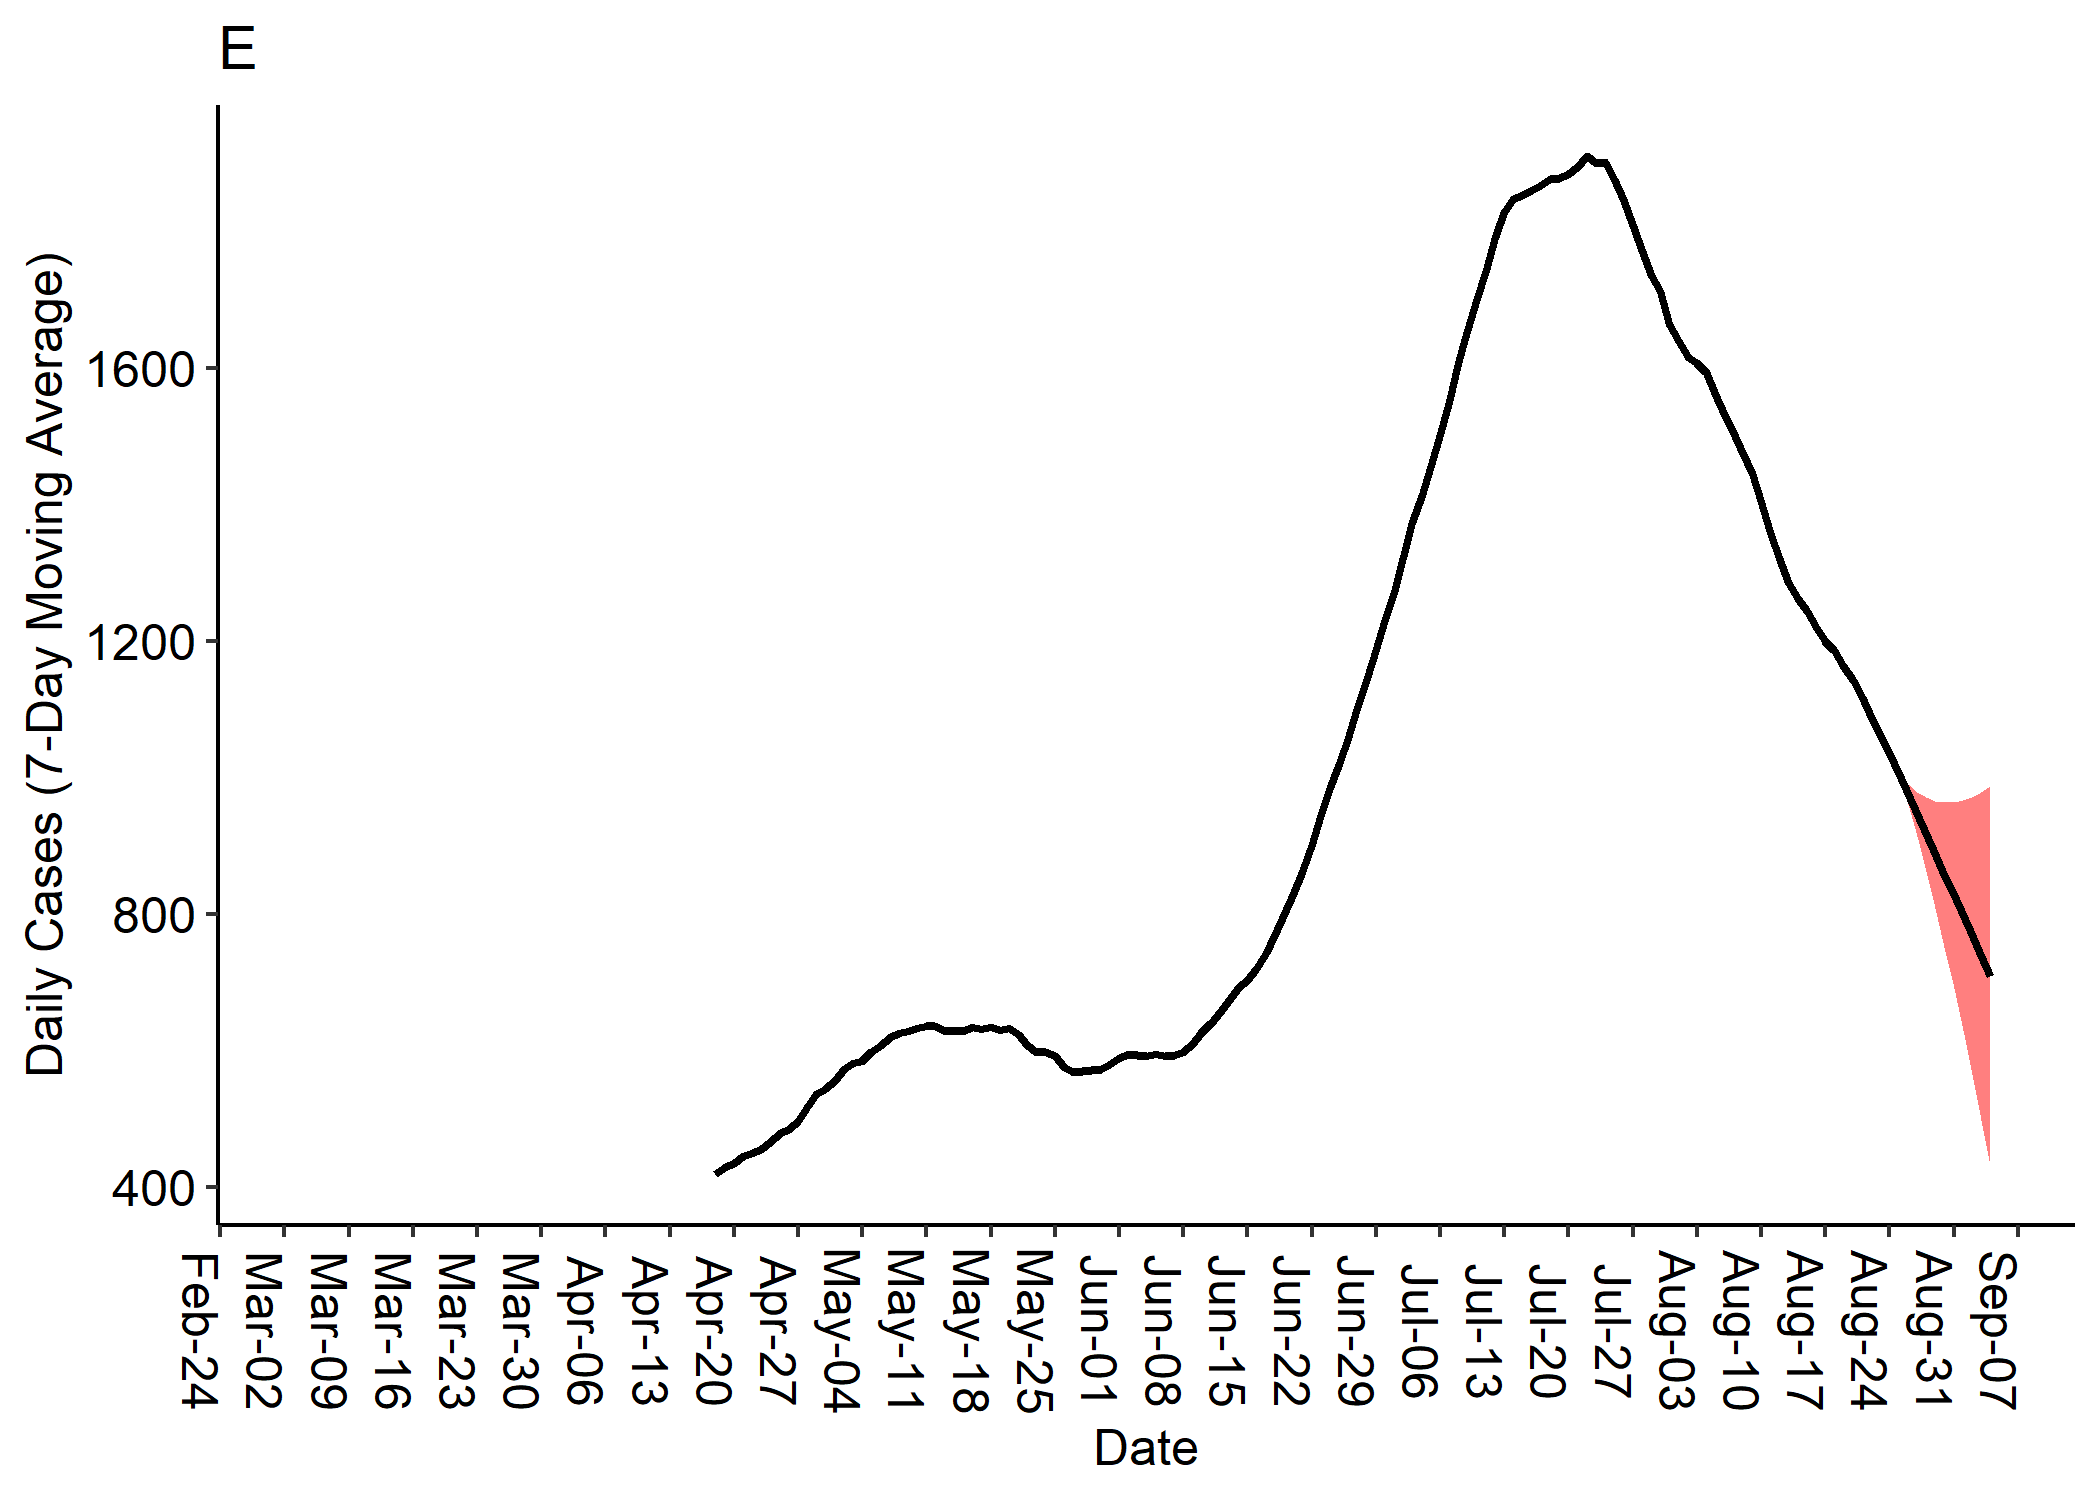 E
Daily Cases (7-Day Moving Average)
1600
1200
800
400
Feb-24
Mar-02
Mar-09
Mar-16
Mar-23
Mar-30
Apr-06
Apr-13
Apr-20
Apr-27
May-04
May-11
May-18
May-25
Jun-01
Jun-08
Jun-15
Jun-22
Jun-29
Jul-06
Jul-13
Jul-20
Jul-27
Aug-03
Aug-10
Aug-17
Aug-24
Aug-31
Sep-07
Date